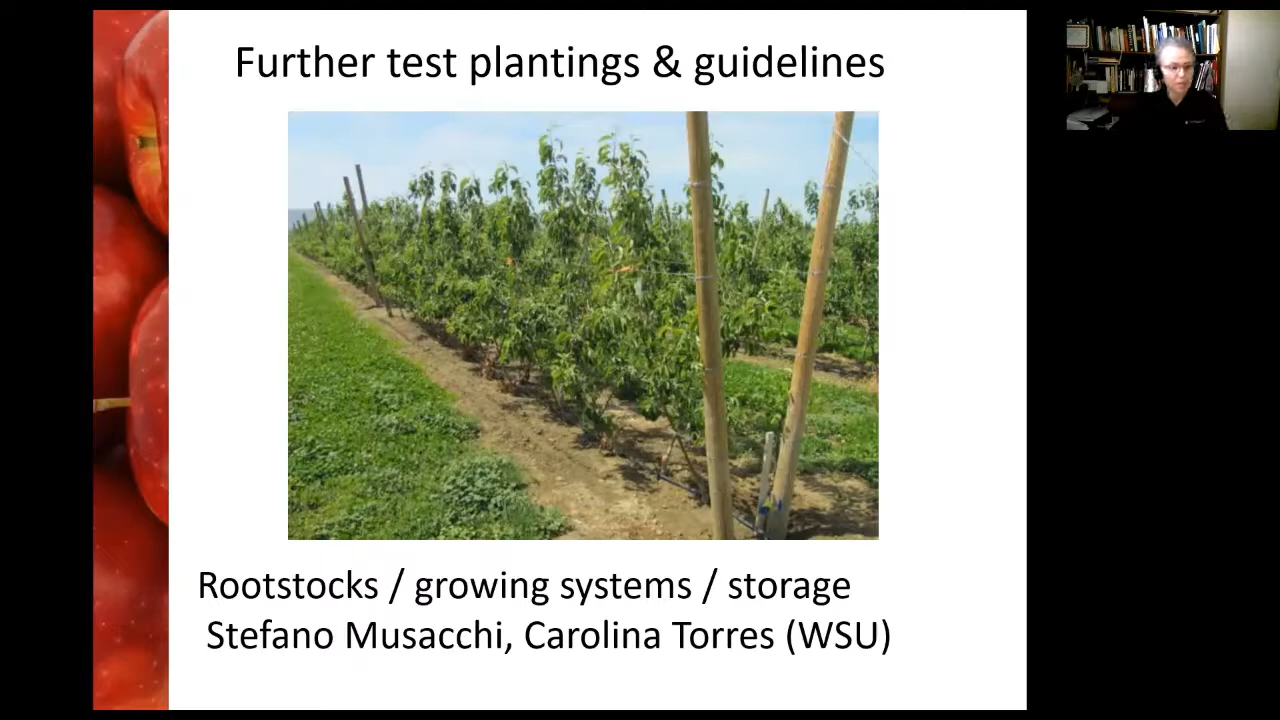 Further test plantings & guidelines
Rootstocks / growing systems / storage
Stefano Musacchi, Carolina Torres (WSU)